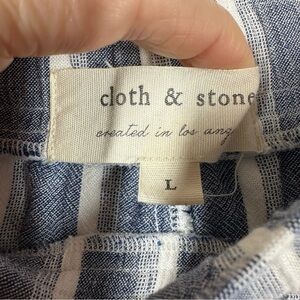 cloth & stone
created in los ang
L